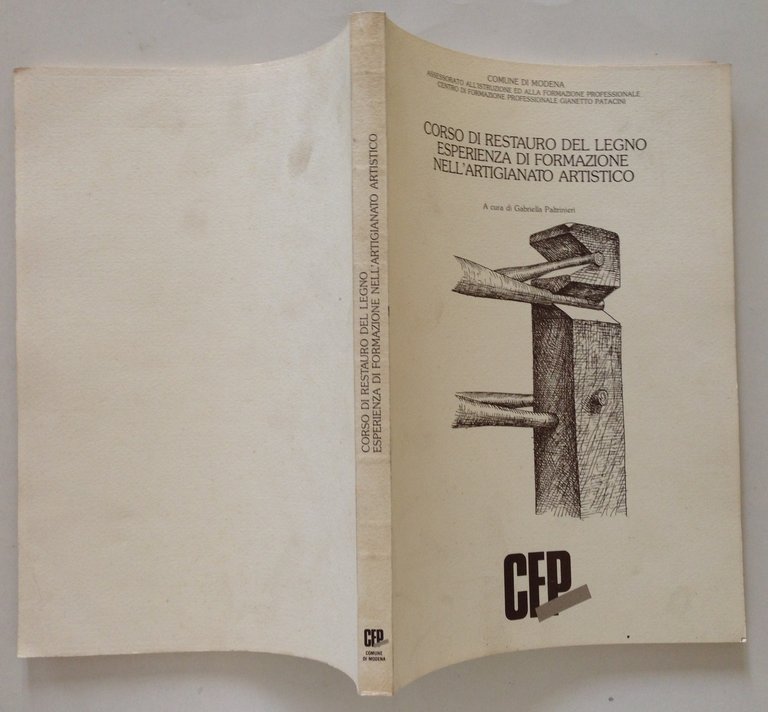 COMUNE DI MODENA
ASSESSORATO ALL'ISTRUZIONE ED ALLA FORMAZIONE PROFESSIONALE
CENTRO DI FORMAZIONE PROFESSIONALE GIANETTO PATACINI
CORSO DI RESTAURO DEL LEGNO
ESPERIENZA DI FORMAZIONE
NELL'ARTIGIANATO ARTISTICO
A cura di Gabriella Paltrinieri
CFP
CORSO DI RESTAURO DEL LEGNO
ESPERIENZA DI FORMAZIONE NELL'ARTIGIANATO ARTISTICO
CFP
COMUNE
DI MODENA